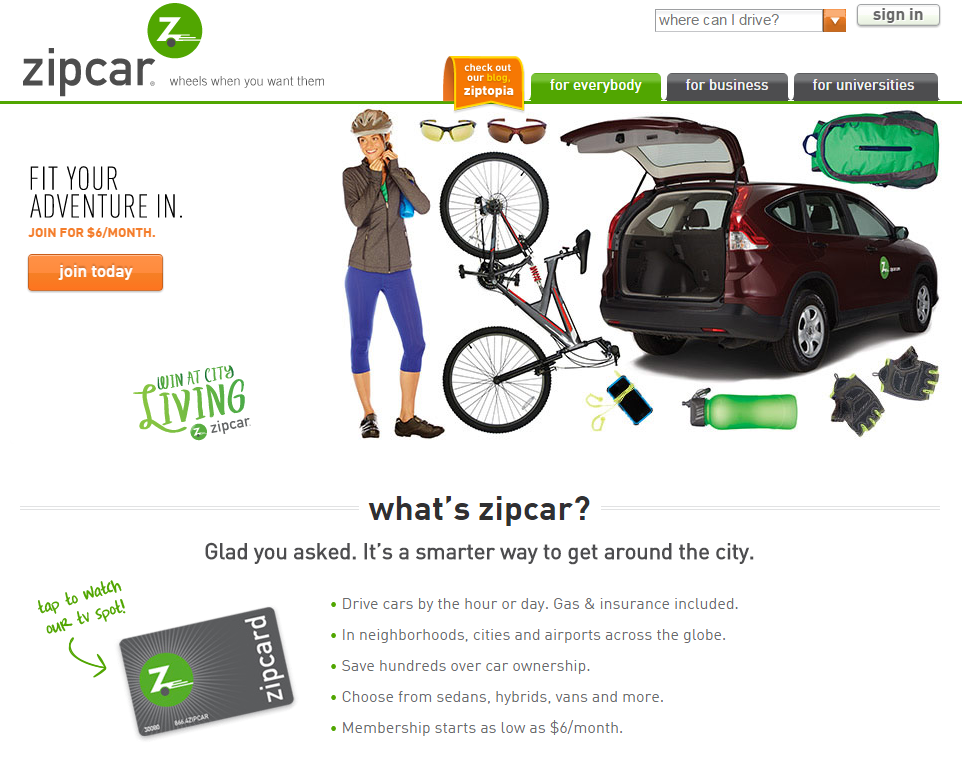 zipcar®
wheels when you want them
where can I drive?
sign in
check out
our blog,
ziptopia
for everybody
for business
for universities
FIT YOUR
ADVENTURE IN.
JOIN FOR $6/MONTH.
join today
WIN AT CITY
LIVING
zipcar
what's zipcar?
Glad you asked. It's a smarter way to get around the city.
tap to watch
our tv spot!
zipcard
30080 866.4ZIPCAR
• Drive cars by the hour or day. Gas & insurance included.
• In neighborhoods, cities and airports across the globe.
• Save hundreds over car ownership.
• Choose from sedans, hybrids, vans and more.
• Membership starts as low as $6/month.